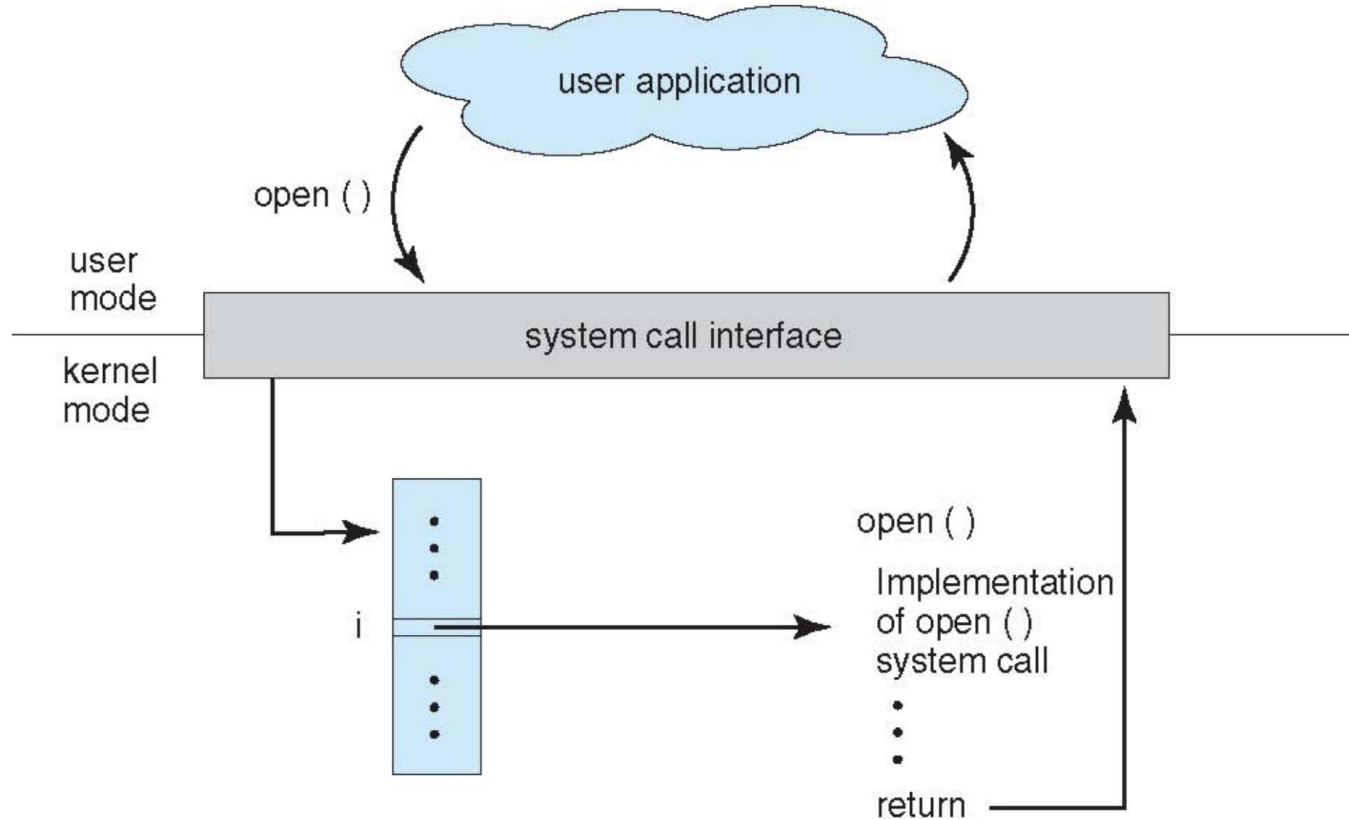 user application
open ( )
user
mode
system call interface
kernel
mode
open ( )
i
Implementation
of open ( )
system call
return